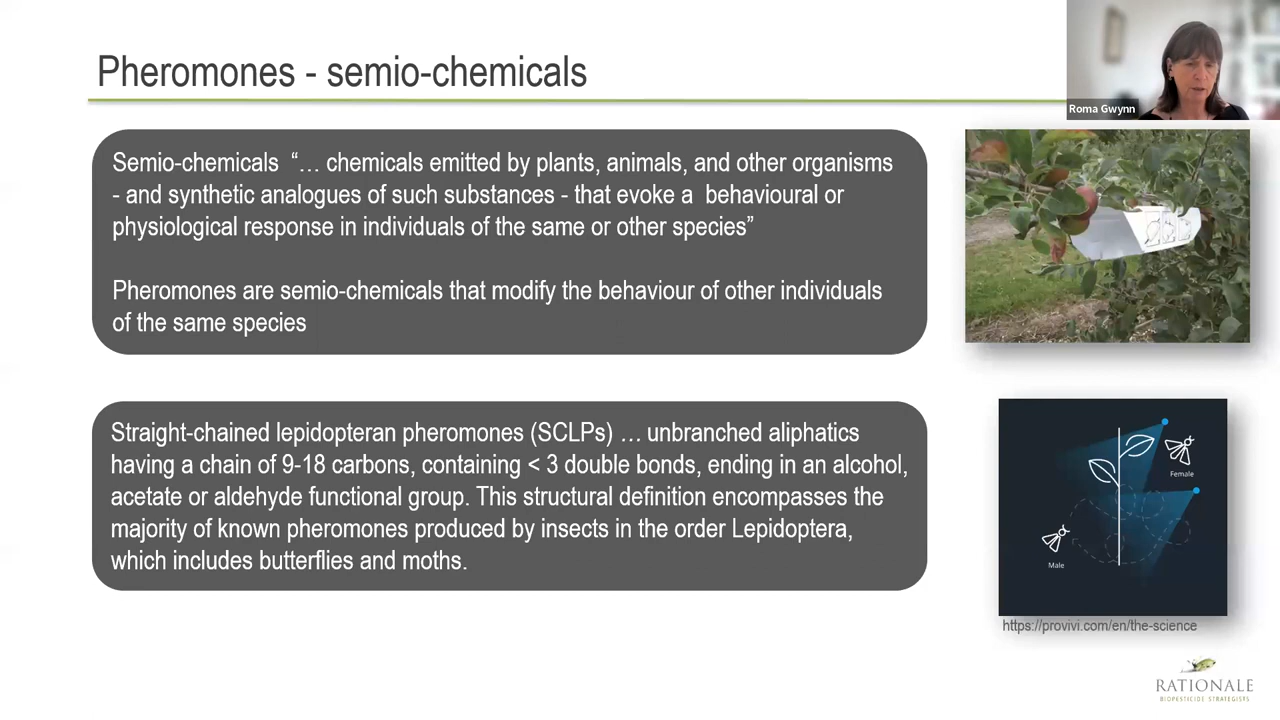 Pheromones - semio-chemicals
Roma Gwynn
Semio-chemicals “… chemicals emitted by plants, animals, and other organisms
- and synthetic analogues of such substances - that evoke a behavioural or
physiological response in individuals of the same or other species”
Pheromones are semio-chemicals that modify the behaviour of other individuals
of the same species
Straight-chained lepidopteran pheromones (SCLPs) … unbranched aliphatics
having a chain of 9-18 carbons, containing < 3 double bonds, ending in an alcohol,
acetate or aldehyde functional group. This structural definition encompasses the
majority of known pheromones produced by insects in the order Lepidoptera,
which includes butterflies and moths.
Female
Male
https://provivi.com/en/the-science
RATIONALE
BIOPESTICIDE STRATEGISTS